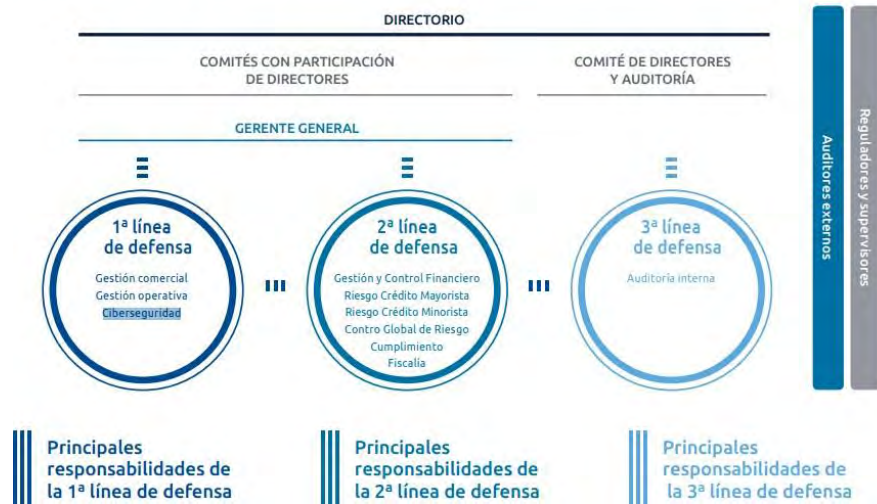 DIRECTORIO
COMITÉS CON PARTICIPACIÓN
DE DIRECTORES
COMITÉ DE DIRECTORES
Y AUDITORÍA
GERENTE GENERAL
1ª línea
de defensa
Gestión comercial
Gestión operativa
Ciberseguridad
2ª línea
de defensa
Gestión y Control Financiero
Riesgo Crédito Mayorista
Riesgo Crédito Minorista
Contro Global de Riesgo
Cumplimiento
Fiscalía
3ª línea
de defensa
Auditoría interna
Auditores externos
Reguladores y supervisores
Principales
responsabilidades de
la 1ª línea de defensa
Principales
responsabilidades de
la 2ª línea de defensa
Principales
responsabilidades de
la 3ª línea de defensa